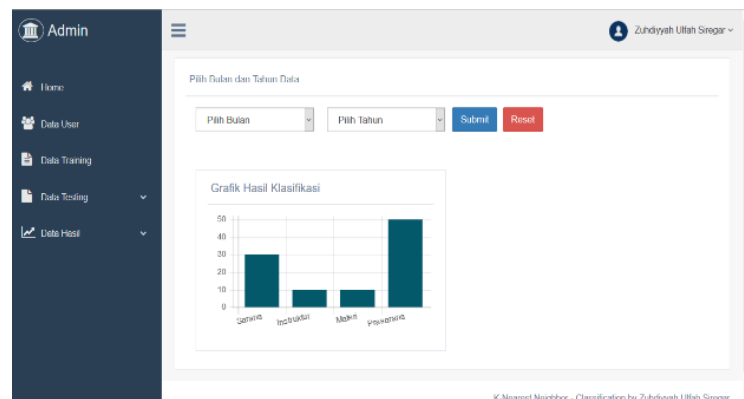 Admin
Zuhdiyyah Ulfah Siregar
Home
Data User
Data Training
Data Testing
Data Hasil
Pilih Bulan dan Tahun Data
Pilih Bulan
Pilih Tahun
Submit
Reset
Grafik Hasil Klasifikasi
50
40
30
20
10
0
Sarana
Instruktur
Materi
K-Nearest Neighbor - Classification by Zuhdiyyah Ulfah Siregar